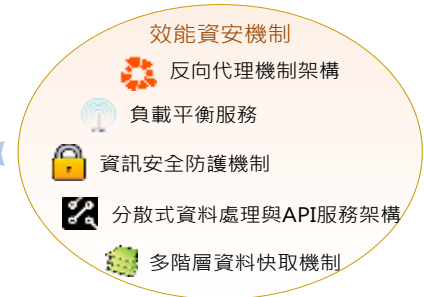 效能資安機制
反向代理機制架構
負載平衡服務
資訊安全防護機制
分散式資料處理與API服務架構
多階層資料快取機制